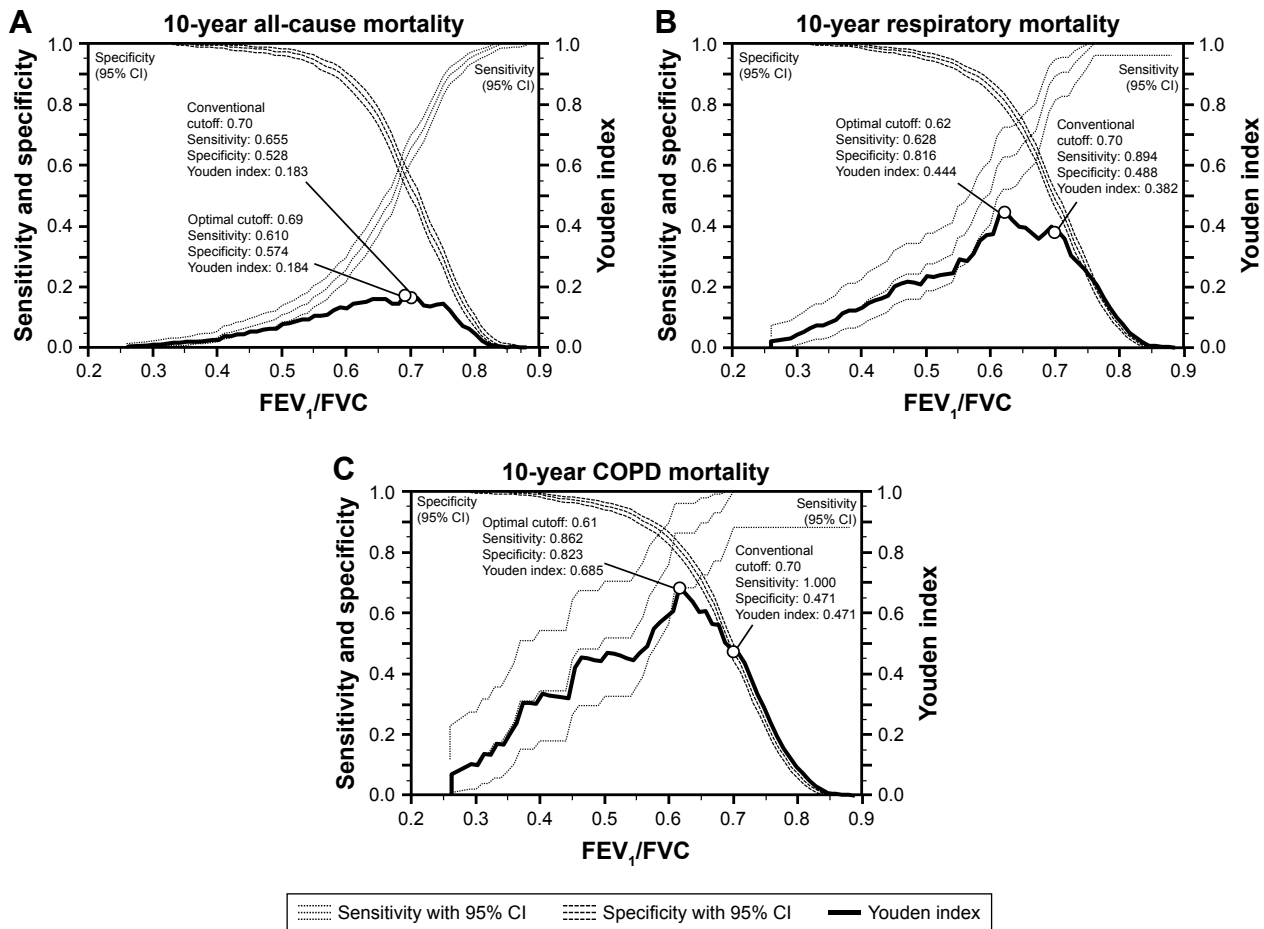 A
10-year all-cause mortality
Sensitivity and specificity
1.0
0.8
0.6
0.4
0.2
0.0
Specificity
(95% CI)
Sensitivity
(95% CI)
Conventional
cutoff: 0.70
Sensitivity: 0.655
Specificity: 0.528
Youden index: 0.183
Optimal cutoff: 0.69
Sensitivity: 0.610
Specificity: 0.574
Youden index: 0.184
1.0
0.8
0.6
0.4
0.2
0.0
Youden index
0.2 0.3 0.4 0.5 0.6 0.7 0.8 0.9
FEV₁/FVC
B
10-year respiratory mortality
Sensitivity and specificity
1.0
0.8
0.6
0.4
0.2
0.0
Specificity
(95% CI)
Sensitivity
(95% CI)
Optimal cutoff: 0.62
Sensitivity: 0.628
Specificity: 0.816
Youden index: 0.444
Conventional
cutoff: 0.70
Sensitivity: 0.894
Specificity: 0.488
Youden index: 0.382
1.0
0.8
0.6
0.4
0.2
0.0
Youden index
0.2 0.3 0.4 0.5 0.6 0.7 0.8 0.9
FEV₁/FVC
C
10-year COPD mortality
Sensitivity and specificity
1.0
0.8
0.6
0.4
0.2
0.0
Specificity
(95% CI)
Sensitivity
(95% CI)
Optimal cutoff: 0.61
Sensitivity: 0.862
Specificity: 0.823
Youden index: 0.685
Conventional
cutoff: 0.70
Sensitivity: 1.000
Specificity: 0.471
Youden index: 0.471
1.0
0.8
0.6
0.4
0.2
0.0
Youden index
0.2 0.3 0.4 0.5 0.6 0.7 0.8 0.9
FEV₁/FVC
Sensitivity with 95% CI Specificity with 95% CI Youden index